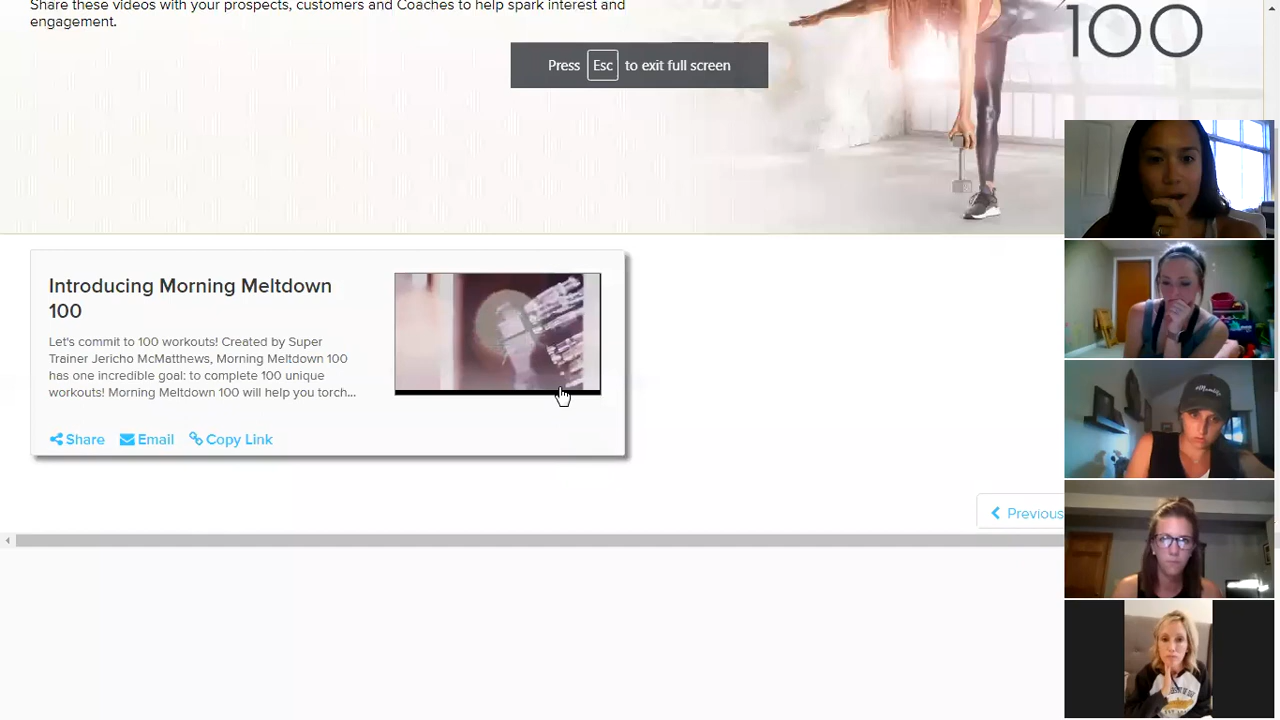 Share these videos with your prospects, customers and Coaches to help spark interest and
engagement.
100
Press Esc to exit full screen
Introducing Morning Meltdown
100
Let's commit to 100 workouts! Created by Super
Trainer Jericho McMatthews, Morning Meltdown 100
has one incredible goal: to complete 100 unique
workouts! Morning Meltdown 100 will help you torch...
Share Email Copy Link
Previous